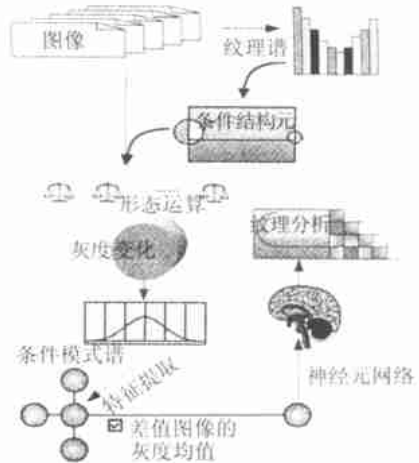 图像
纹理谱
条件结构元
形态运算
灰度变化
纹理分析
条件模式谱
特征提取
神经元网络
差值图像的
灰度均值